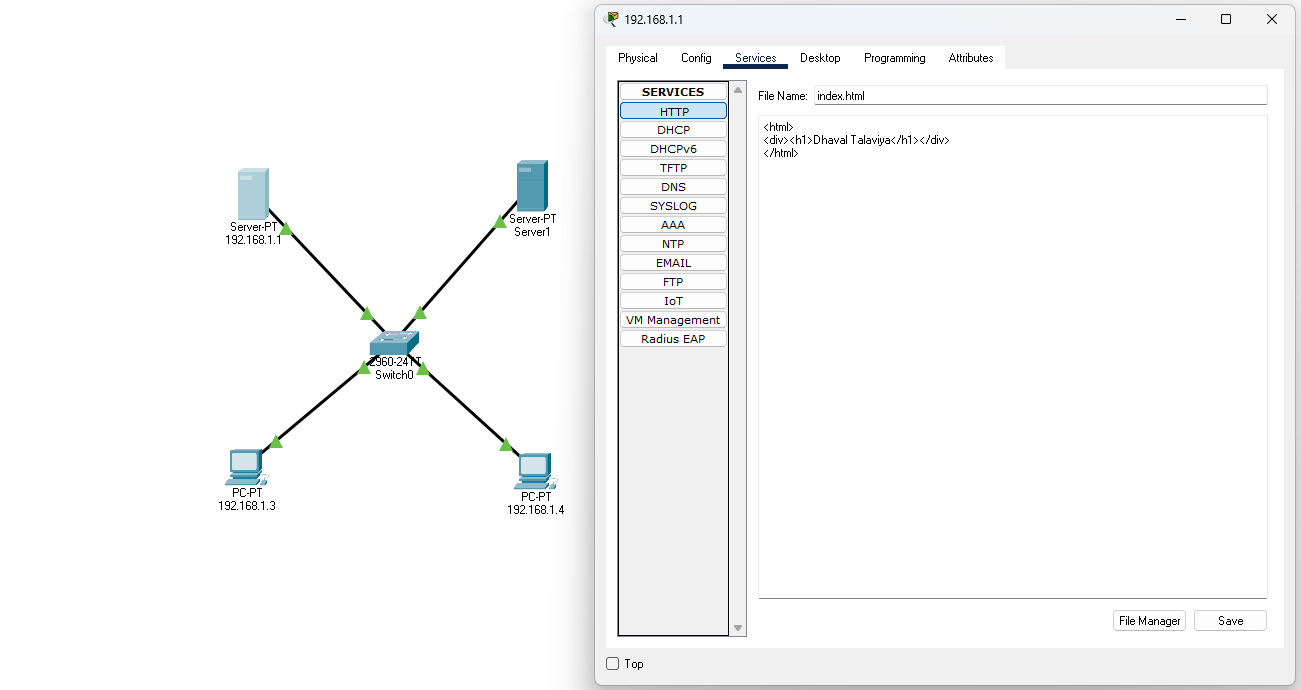 Server-PT
192.168.1.1
Server-PT
Server1
2960-24TT
Switch0
PC-PT
192.168.1.3
PC-PT
192.168.1.4
192.168.1.1
Physical Config Services Desktop Programming Attributes
SERVICES
HTTP
DHCP
DHCPv6
TFTP
DNS
SYSLOG
AAA
NTP
EMAIL
FTP
IoT
VM Management
Radius EAP
File Name: index.html
<html>
<div><h1>Dhaval Talaviya</h1></div>
</html>
File Manager Save
Top